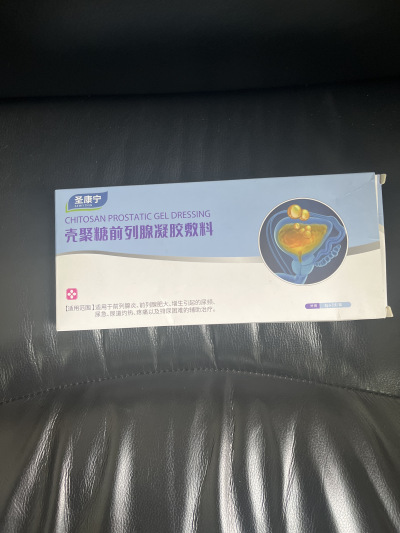 圣康宁
CHITOSAN PROSTATIC GEL DRESSING
壳聚糖前列腺凝胶敷料
【适用范围】适用于前列腺炎、前列腺肥大、增生引起的尿频、
尿急、尿道灼热、疼痛以及排尿困难的辅助治疗。